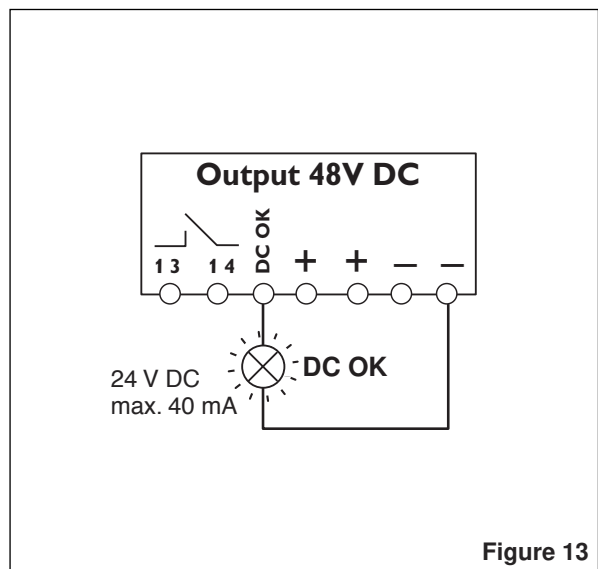 Output 48V DC
13 14 DC OK + + – –
DC OK
24 V DC
max. 40 mA
Figure 13